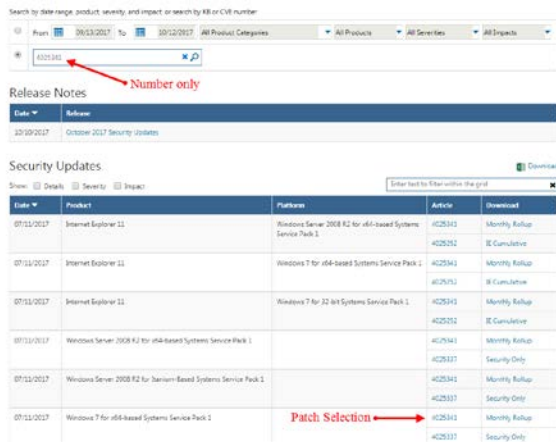 Search by date range, product, severity, and impact, or search by KB or CVE number
From 09/13/2017 To 10/12/2017 All Product Categories All Products All Severities All Impacts
4025341
Number only
Release Notes
Date Release
10/10/2017 October 2017 Security Updates
Security Updates
Download
Show: Details Severity Impact Enter text to filter within the grid
Date Product Platform Article Download
07/11/2017 Internet Explorer 11 Windows Server 2008 R2 for x64-based Systems Service Pack 1 4025341 Monthly Rollup
4025252 IE Cumulative
07/11/2017 Internet Explorer 11 Windows 7 for x64-based Systems Service Pack 1 4025341 Monthly Rollup
4025252 IE Cumulative
07/11/2017 Internet Explorer 11 Windows 7 for 32-bit Systems Service Pack 1 4025341 Monthly Rollup
4025252 IE Cumulative
07/11/2017 Windows Server 2008 R2 for x64-based Systems Service Pack 1 4025341 Monthly Rollup
4025337 Security Only
07/11/2017 Windows Server 2008 R2 for Itanium-Based Systems Service Pack 1 4025341 Monthly Rollup
4025337 Security Only
07/11/2017 Windows 7 for x64-based Systems Service Pack 1 Patch Selection 4025341 Monthly Rollup
4025337 Security Only